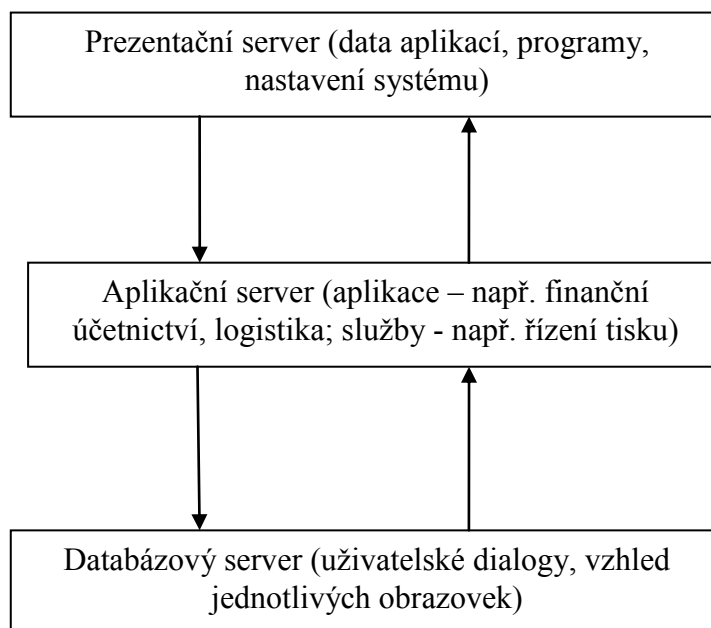 Prezentační server (data aplikací, programy,
nastavení systému)
Aplikační server (aplikace – např. finanční
účetnictví, logistika; služby - např. řízení tisku)
Databázový server (uživatelské dialogy, vzhled
jednotlivých obrazovek)